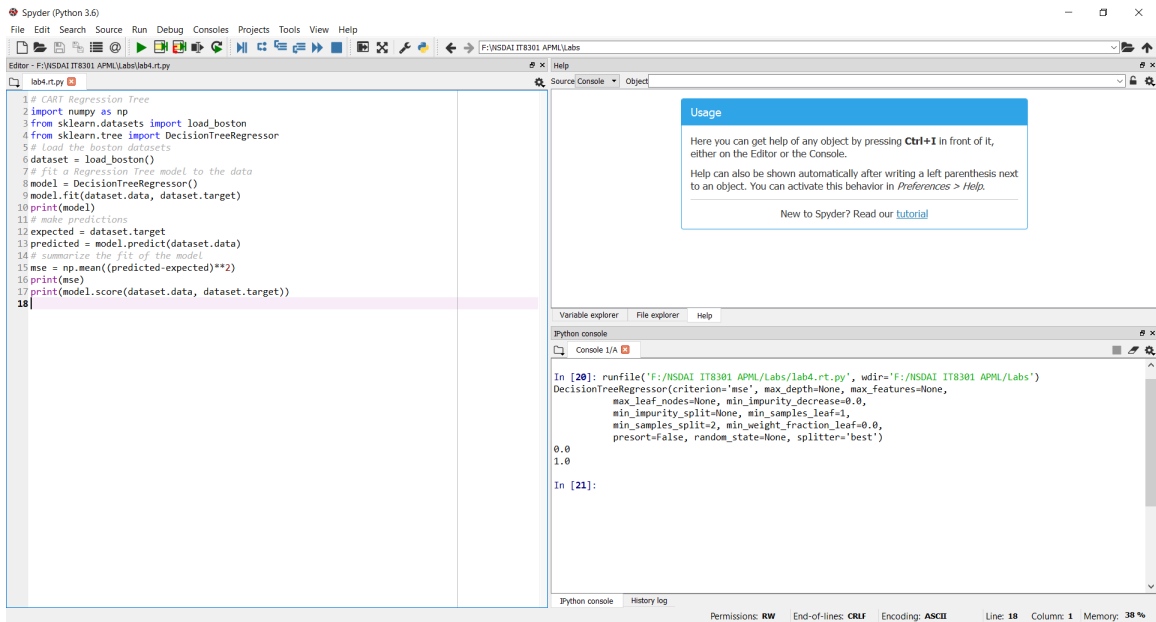 Spyder (Python 3.6)
File Edit Search Source Run Debug Consoles Projects Tools View Help
F:\NSDAI IT8301 APML\Labs
Editor - F:\NSDAI IT8301 APML\Labs\lab4.rt.py
lab4.rt.py
1 # CART Regression Tree
2 import numpy as np
3 from sklearn.datasets import load_boston
4 from sklearn.tree import DecisionTreeRegressor
5 # load the boston datasets
6 dataset = load_boston()
7 # fit a Regression Tree model to the data
8 model = DecisionTreeRegressor()
9 model.fit(dataset.data, dataset.target)
10 print(model)
11 # make predictions
12 expected = dataset.target
13 predicted = model.predict(dataset.data)
14 # summarize the fit of the model
15 mse = np.mean((predicted-expected)**2)
16 print(mse)
17 print(model.score(dataset.data, dataset.target))
18
Help
Source Console Object
Usage
Here you can get help of any object by pressing Ctrl+I in front of it,
either on the Editor or the Console.
Help can also be shown automatically after writing a left parenthesis next
to an object. You can activate this behavior in Preferences > Help.
New to Spyder? Read our tutorial
Variable explorer File explorer Help
IPython console
Console 1/A
In [20]: runfile('F:/NSDAI IT8301 APML/Labs/lab4.rt.py', wdir='F:/NSDAI IT8301 APML/Labs')
DecisionTreeRegressor(criterion='mse', max_depth=None, max_features=None,
max_leaf_nodes=None, min_impurity_decrease=0.0,
min_impurity_split=None, min_samples_leaf=1,
min_samples_split=2, min_weight_fraction_leaf=0.0,
presort=False, random_state=None, splitter='best')
0.0
1.0
In [21]:
IPython console History log
Permissions: RW End-of-lines: CRLF Encoding: ASCII Line: 18 Column: 1 Memory: 38 %